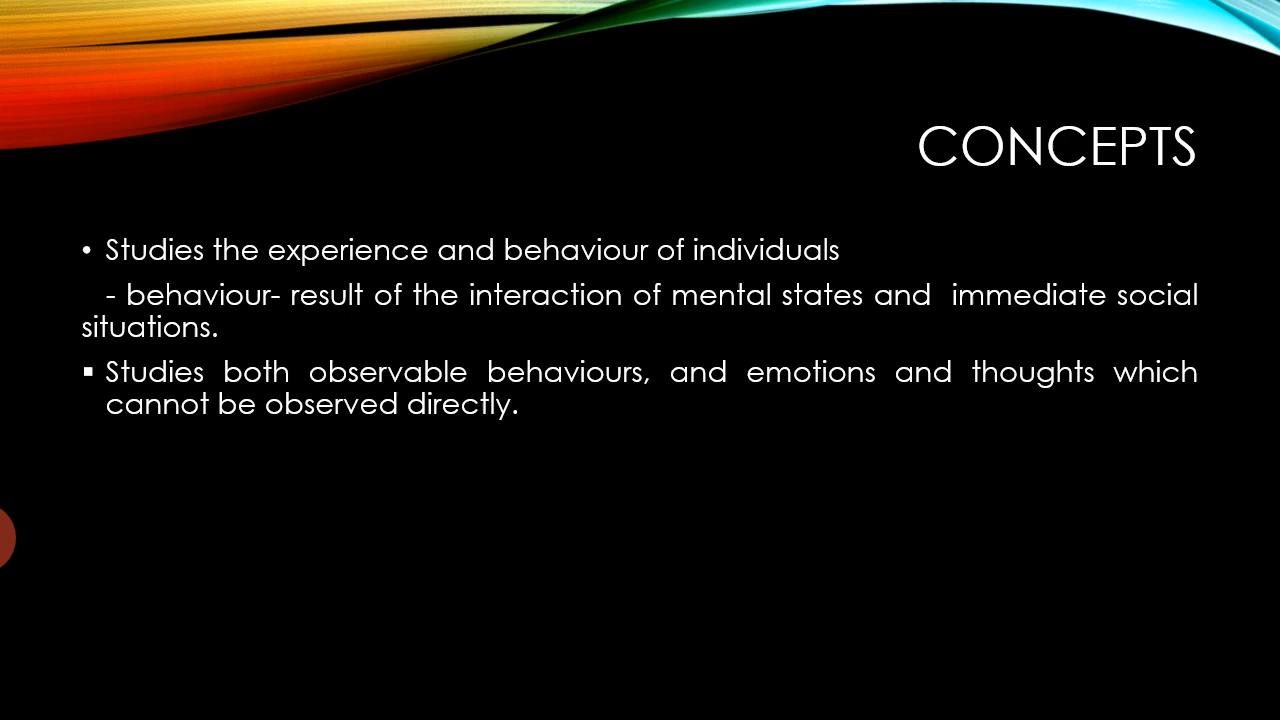 CONCEPTS
• Studies the experience and behaviour of individuals
- behaviour- result of the interaction of mental states and  immediate social
situations.
▪ Studies both observable behaviours, and emotions and thoughts which
cannot be observed directly.